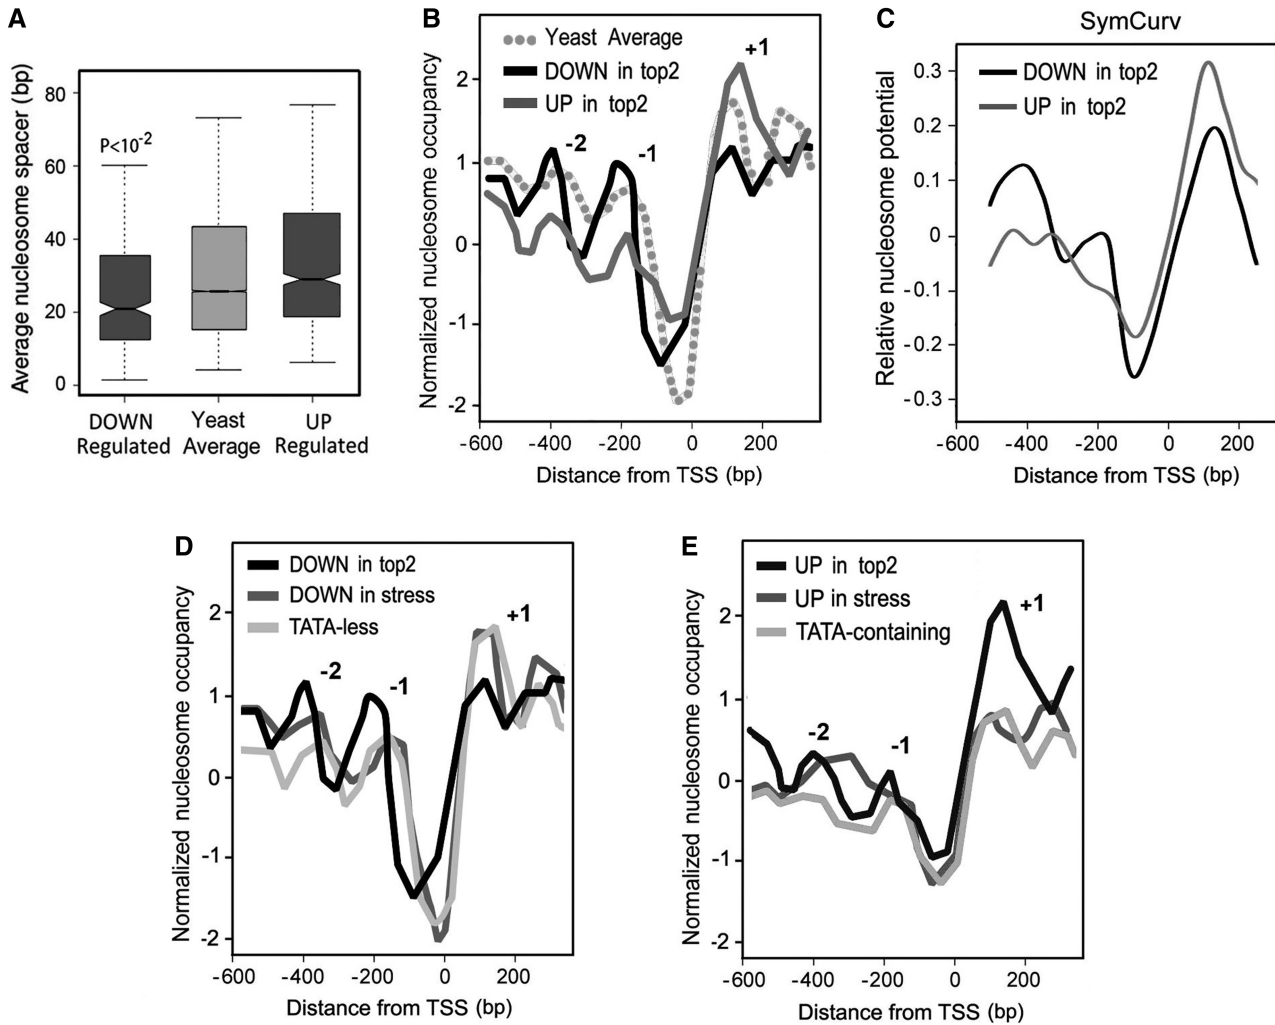 A
Average nucleosome spacer (bp)
80
60
40
20
0
P<10-2
DOWN Regulated
Yeast Average
UP Regulated
B
Normalized nucleosome occupancy
2
1
0
-1
-2
Yeast Average
DOWN in top2
UP in top2
-2
-1
+1
-600
-400
-200
0
200
Distance from TSS (bp)
C
SymCurv
Relative nucleosome potential
0.3
0.2
0.1
0
-0.1
-0.2
-0.3
DOWN in top2
UP in top2
-600
-400
-200
0
200
Distance from TSS (bp)
D
Normalized nucleosome occupancy
2
1
0
-1
-2
DOWN in top2
DOWN in stress
TATA-less
-2
-1
+1
-600
-400
-200
0
200
Distance from TSS (bp)
E
Normalized nucleosome occupancy
2
1
0
-1
-2
UP in top2
UP in stress
TATA-containing
-2
-1
+1
-600
-400
-200
0
200
Distance from TSS (bp)